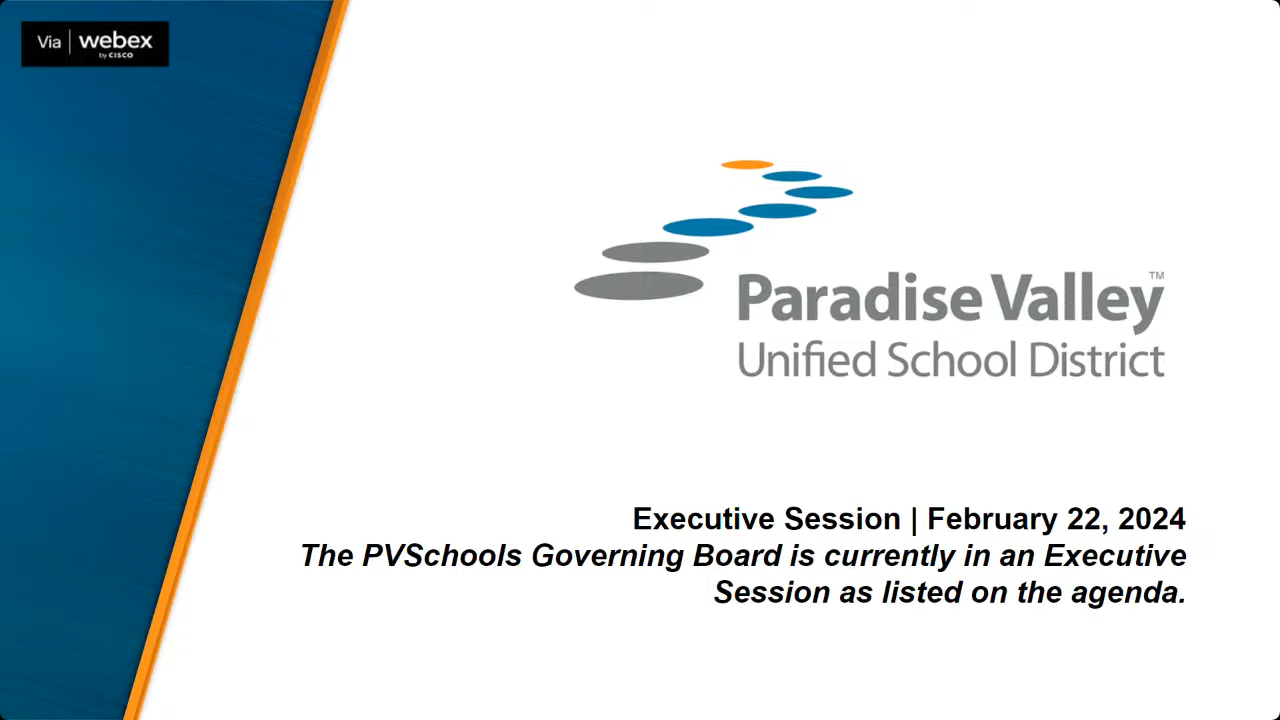 Via | webex
by CISCO
Paradise Valley™
Unified School District
Executive Session | February 22, 2024
The PVSchools Governing Board is currently in an Executive
Session as listed on the agenda.